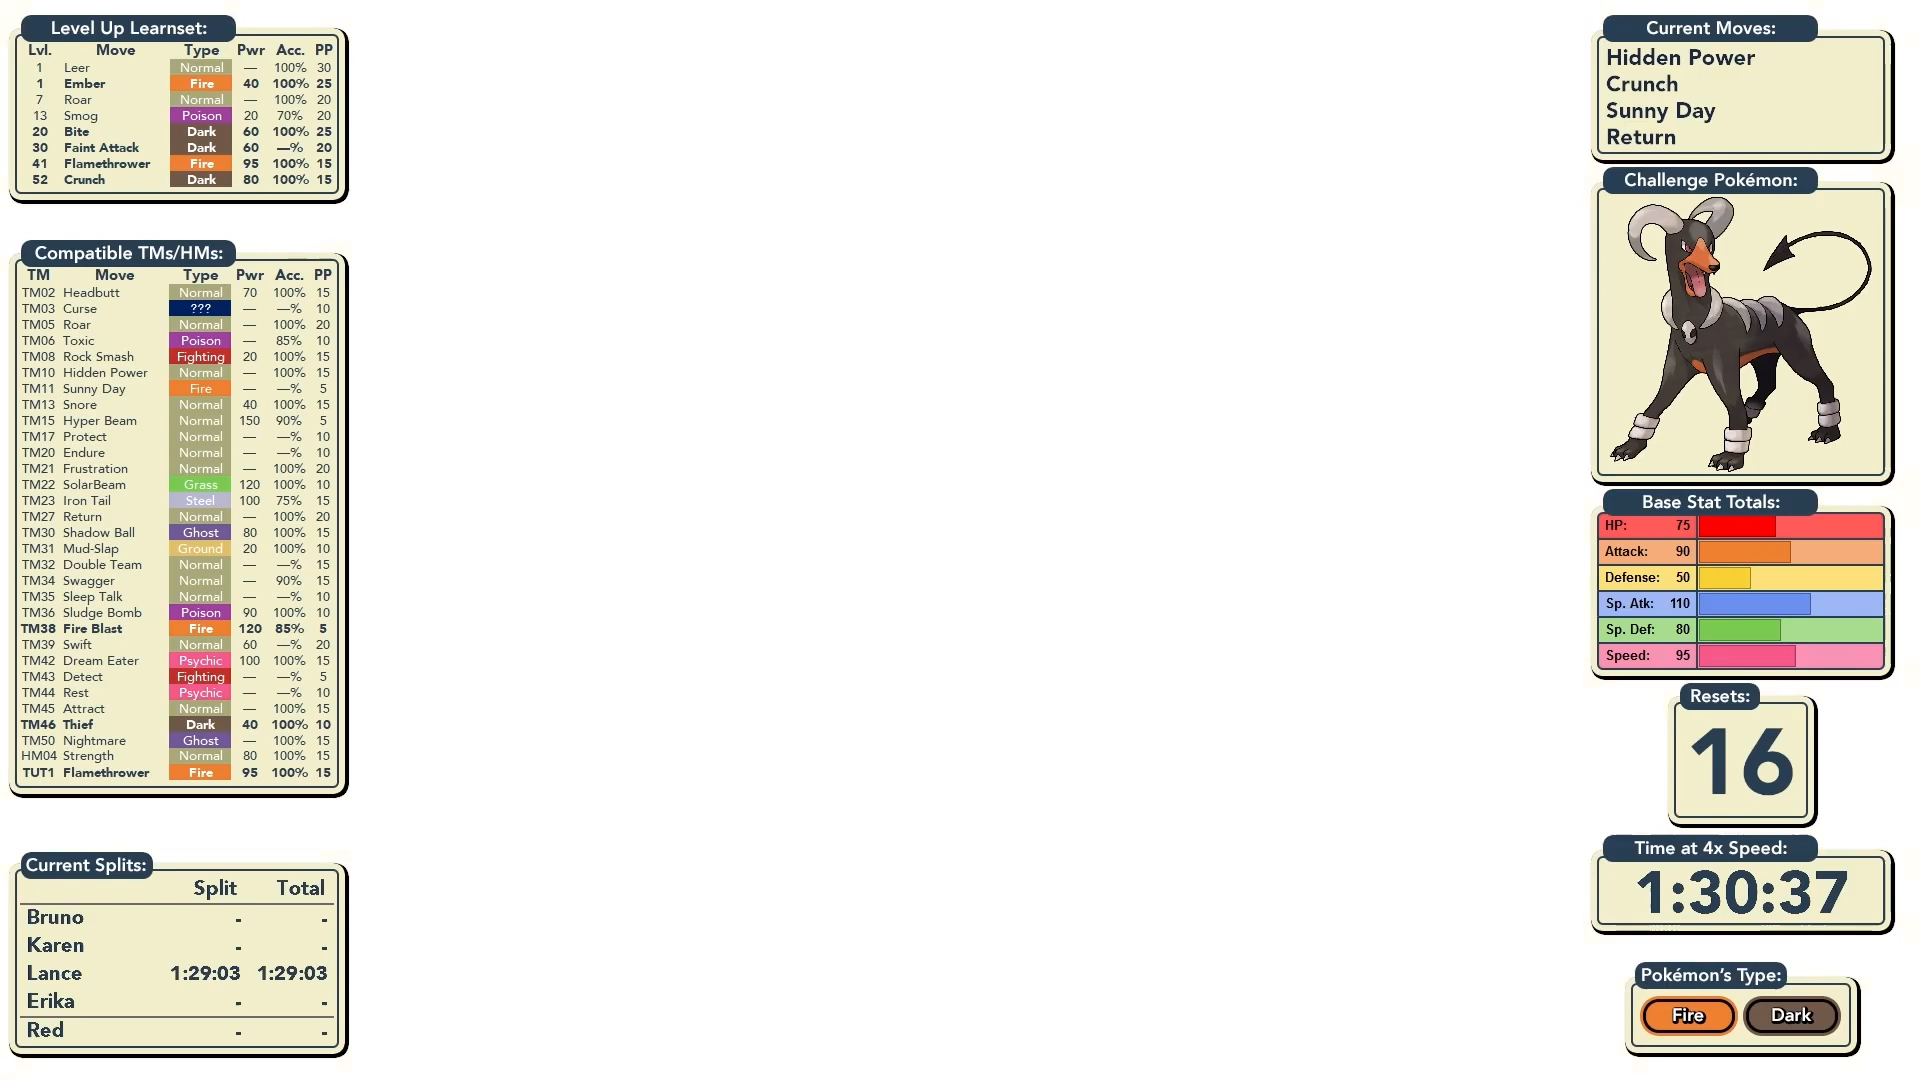 Level Up Learnset:
Lvl. Move Type Pwr Acc. PP
1 Leer Normal — 100% 30
1 Ember Fire 40 100% 25
7 Roar Normal — 100% 20
13 Smog Poison 20 70% 20
20 Bite Dark 60 100% 25
30 Faint Attack Dark 60 —% 20
41 Flamethrower Fire 95 100% 15
52 Crunch Dark 80 100% 15
Compatible TMs/HMs:
TM Move Type Pwr Acc. PP
TM02 Headbutt Normal 70 100% 15
TM03 Curse ??? — —% 10
TM05 Roar Normal — 100% 20
TM06 Toxic Poison — 85% 10
TM08 Rock Smash Fighting 20 100% 15
TM10 Hidden Power Normal — 100% 15
TM11 Sunny Day Fire — —% 5
TM13 Snore Normal 40 100% 15
TM15 Hyper Beam Normal 150 90% 5
TM17 Protect Normal — —% 10
TM20 Endure Normal — —% 10
TM21 Frustration Normal — 100% 20
TM22 SolarBeam Grass 120 100% 10
TM23 Iron Tail Steel 100 75% 15
TM27 Return Normal — 100% 20
TM30 Shadow Ball Ghost 80 100% 15
TM31 Mud-Slap Ground 20 100% 10
TM32 Double Team Normal — —% 15
TM34 Swagger Normal — 90% 15
TM35 Sleep Talk Normal — —% 10
TM36 Sludge Bomb Poison 90 100% 10
TM38 Fire Blast Fire 120 85% 5
TM39 Swift Normal 60 —% 20
TM42 Dream Eater Psychic 100 100% 15
TM43 Detect Fighting — —% 5
TM44 Rest Psychic — —% 10
TM45 Attract Normal — 100% 15
TM46 Thief Dark 40 100% 10
TM50 Nightmare Ghost — 100% 15
HM04 Strength Normal 80 100% 15
TUT1 Flamethrower Fire 95 100% 15
Current Splits:
Split Total
Bruno - -
Karen - -
Lance 1:29:03 1:29:03
Erika - -
Red - -
Current Moves:
Hidden Power
Crunch
Sunny Day
Return
Challenge Pokémon:
Base Stat Totals:
HP: 75
Attack: 90
Defense: 50
Sp. Atk: 110
Sp. Def: 80
Speed: 95
Resets:
16
Time at 4x Speed:
1:30:37
Pokémon's Type:
Fire Dark